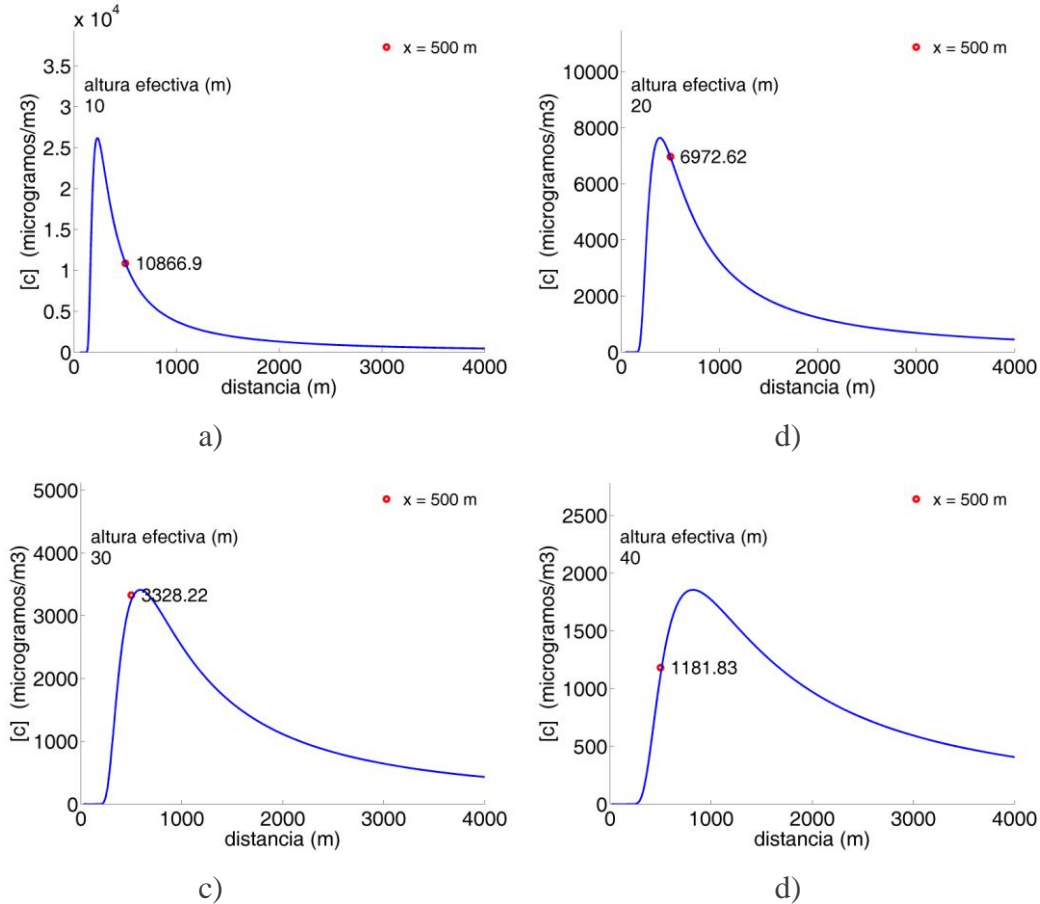 x 10⁴
x = 500 m
3.5
altura efectiva (m)
3
10
2.5
2
1.5
10866.9
1
0.5
0
0 1000 2000 3000 4000
distancia (m)
[c] (microgramos/m3)
a)
x = 500 m
10000
altura efectiva (m)
20
8000
6972.62
6000
4000
2000
0
0 1000 2000 3000 4000
distancia (m)
[c] (microgramos/m3)
d)
5000
x = 500 m
altura efectiva (m)
4000
30
3328.22
3000
2000
1000
0
0 1000 2000 3000 4000
distancia (m)
[c] (microgramos/m3)
c)
x = 500 m
2500
altura efectiva (m)
40
2000
1500
1181.83
1000
500
0
0 1000 2000 3000 4000
distancia (m)
[c] (microgramos/m3)
d)